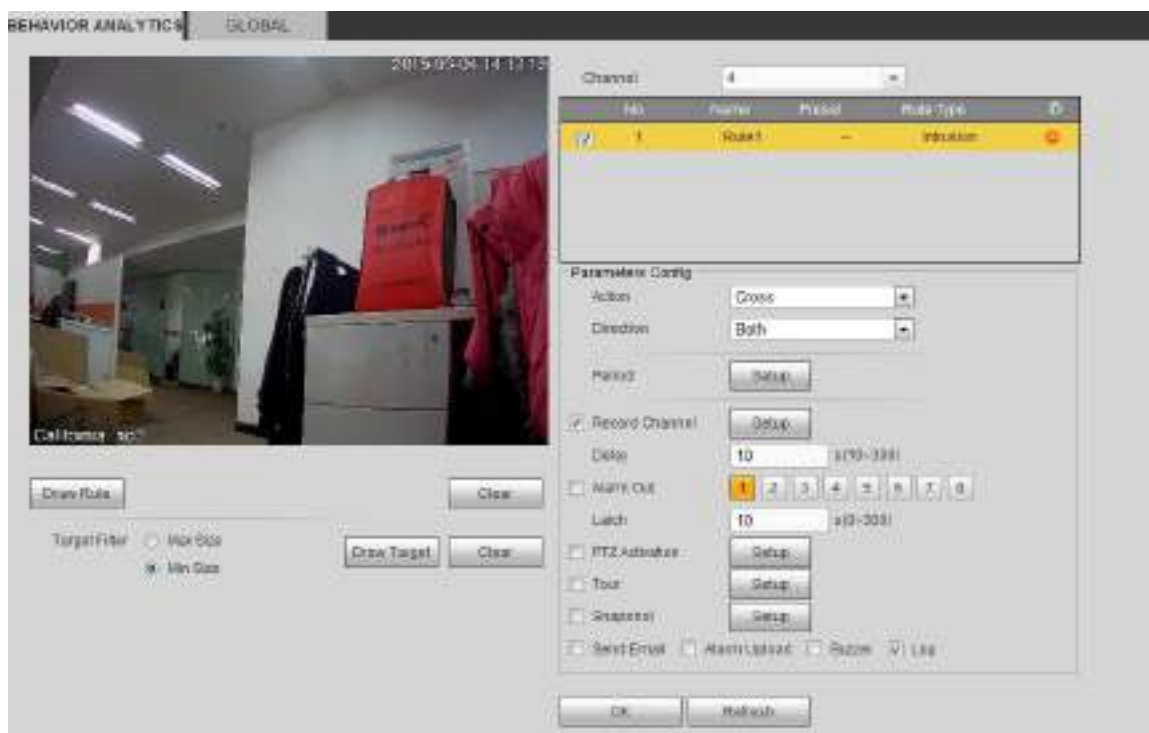 BEHAVIOR ANALYTICS GLOBAL
Channel 4
No. Name Preset Rule Type
1 Rule1 -- Intrusion
Parameters Config
Action Cross
Direction Both
Period Setup
Record Channel Setup
Delay 10 s(10~300)
Alarm Out 1 2 3 4 5 6 7 8
Latch 10 s(0~300)
PTZ Activation Setup
Tour Setup
Snapshot Setup
Send Email Alarm Upload Buzzer Log
OK Refresh
Draw Rule Clear
Target Filter Max Size
Min Size
Draw Target Clear